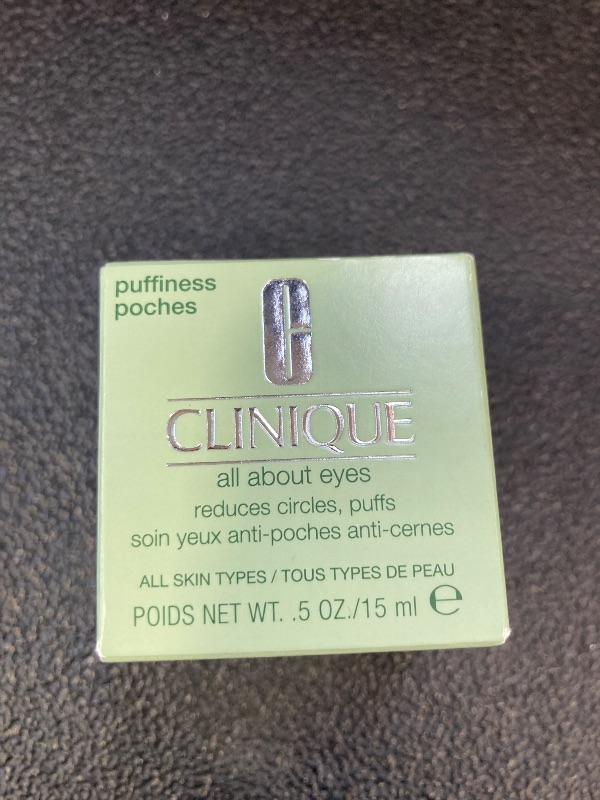 puffiness
poches
CLINIQUE
all about eyes
reduces circles, puffs
soin yeux anti-poches anti-cernes
ALL SKIN TYPES / TOUS TYPES DE PEAU
POIDS NET WT. .5 OZ./15 ml ℮